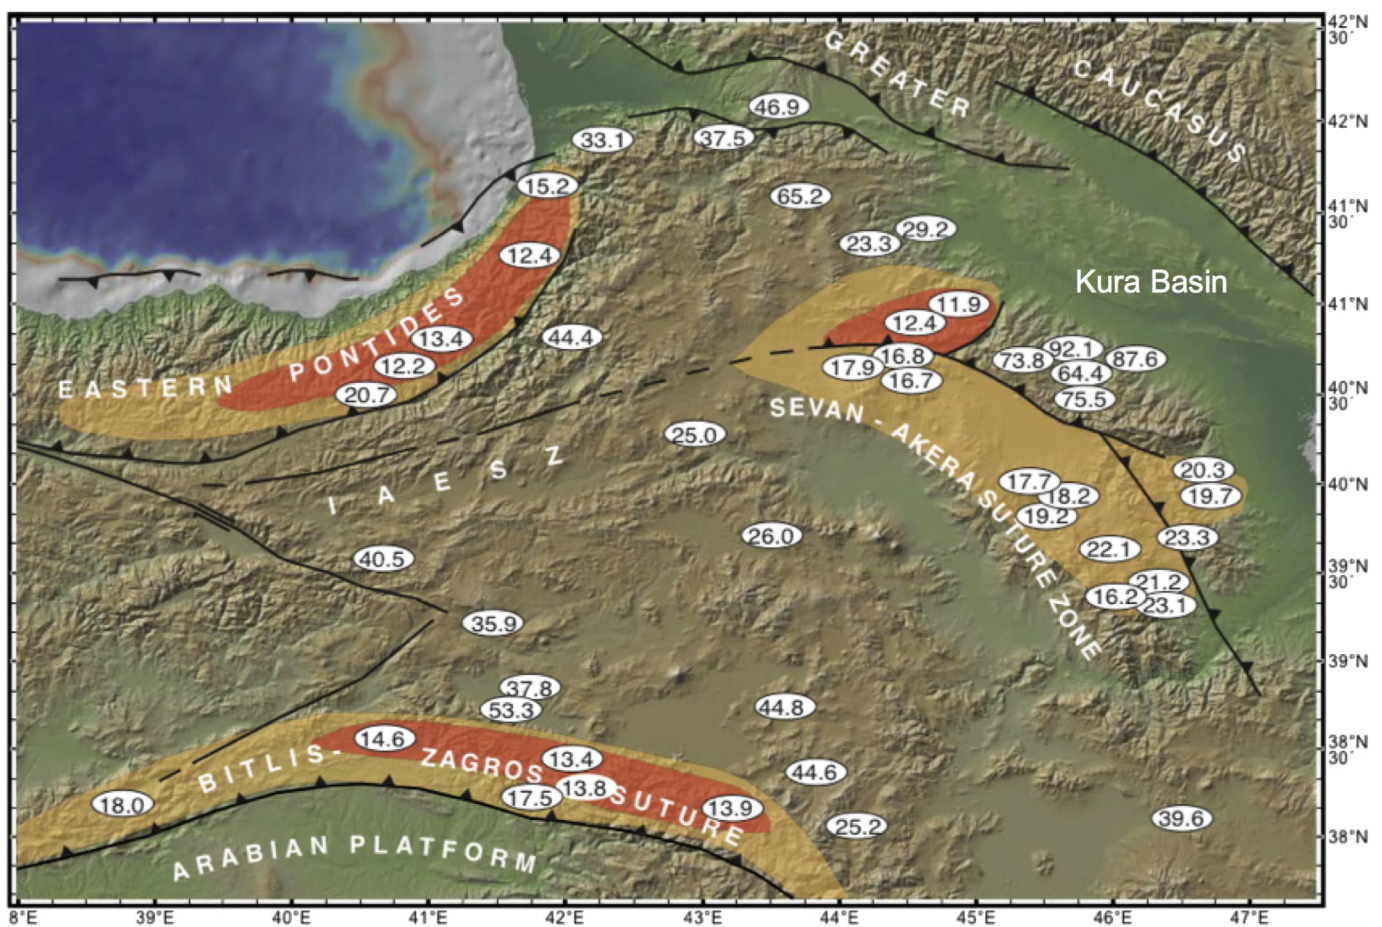 42°N
30´
GREATER
CAUCASUS
46.9
42°N
33.1
37.5
15.2
65.2
41°N
30´
29.2
23.3
12.4
Kura Basin
11.9
41°N
12.4
PONTIDES
13.4
44.4
16.8
73.8
92.1
87.6
12.2
17.9
64.4
EASTERN
16.7
40°N
30´
20.7
75.5
SEVAN - AKERA SUTURE ZONE
25.0
IAESZ
20.3
40°N
17.7
18.2
19.7
19.2
26.0
23.3
22.1
40.5
39°N
30´
21.2
16.2
23.1
35.9
39°N
37.8
53.3
44.8
14.6
38°N
30´
BITLIS- ZAGROS SUTURE
13.4
44.6
13.8
17.5
18.0
13.9
25.2
39.6
38°N
ARABIAN PLATFORM
8°E 39°E 40°E 41°E 42°E 43°E 44°E 45°E 46°E 47°E